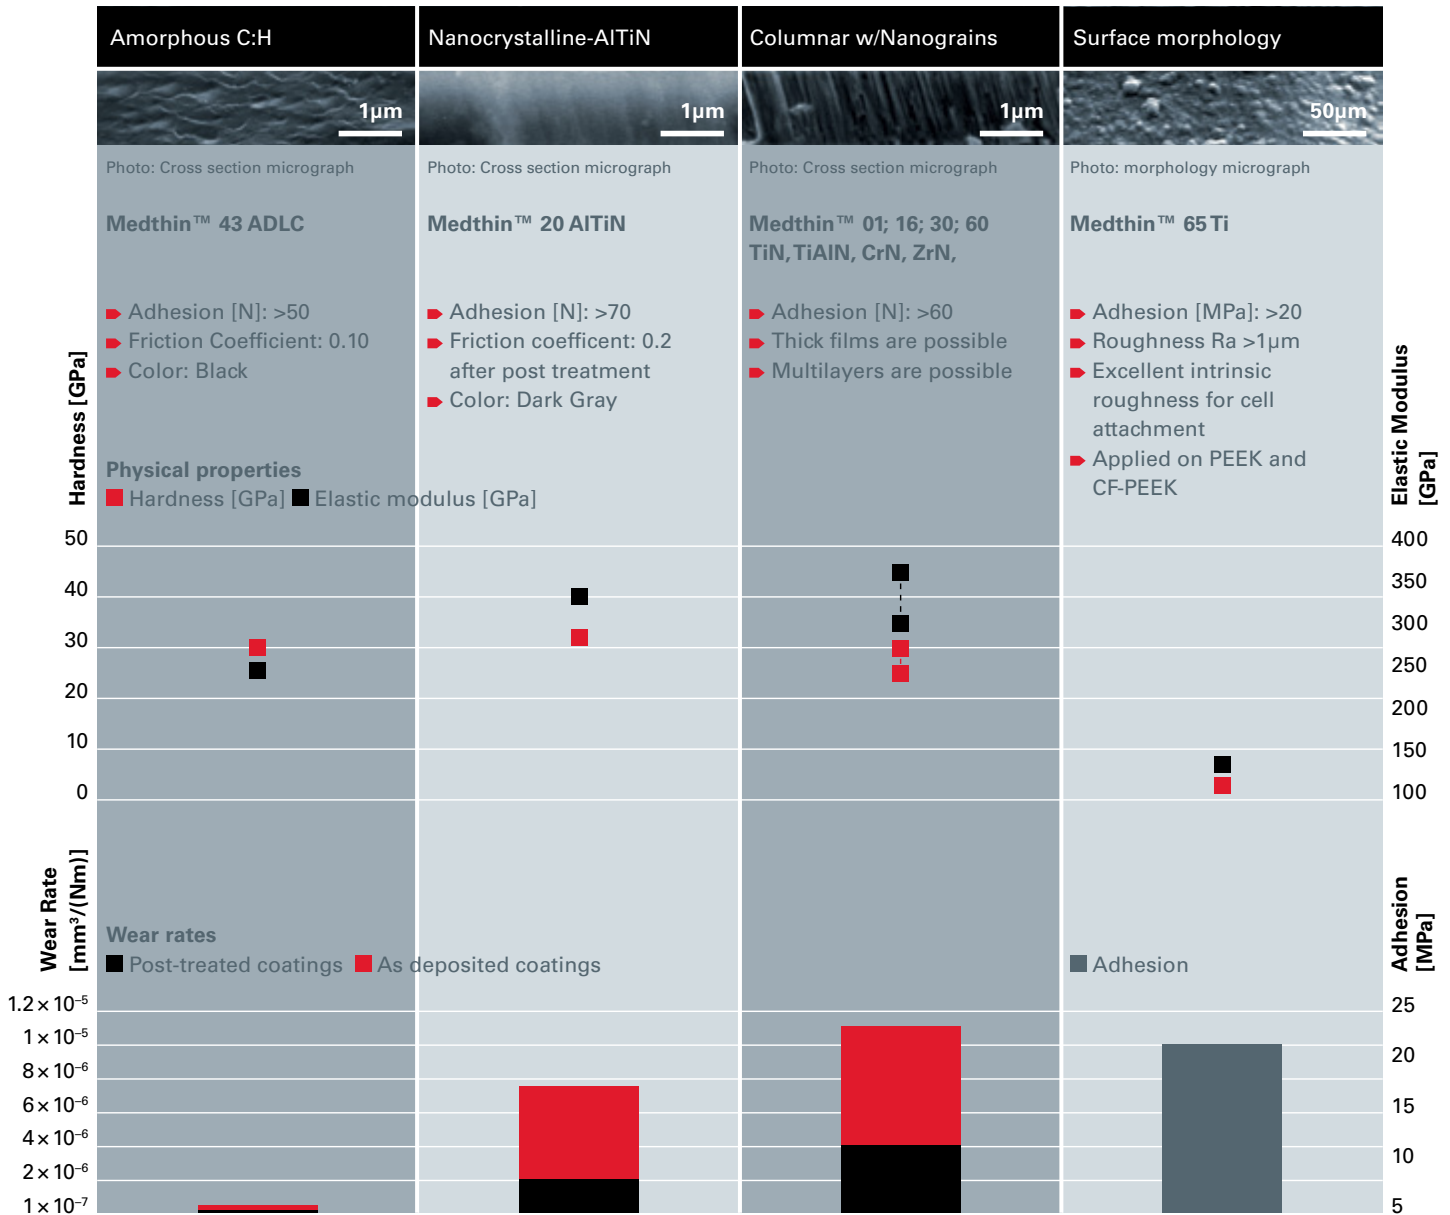 Amorphous C:H
Nanocrystalline-AlTiN
Columnar w/Nanograins
Surface morphology
1µm
1µm
1µm
50µm
Photo: Cross section micrograph
Photo: Cross section micrograph
Photo: Cross section micrograph
Photo: morphology micrograph
Medthin™ 43 ADLC
Medthin™ 20 AlTiN
Medthin™ 01; 16; 30; 60
TiN, TiAlN, CrN, ZrN,
Medthin™ 65 Ti
Adhesion [N]: >50
Friction Coefficient: 0.10
Color: Black
Adhesion [N]: >70
Friction coefficent: 0.2
after post treatment
Color: Dark Gray
Adhesion [N]: >60
Thick films are possible
Multilayers are possible
Adhesion [MPa]: >20
Roughness Ra >1µm
Excellent intrinsic
roughness for cell
attachment
Applied on PEEK and
CF-PEEK
Hardness [GPa]
Elastic Modulus
[GPa]
Physical properties
Hardness [GPa] Elastic modulus [GPa]
50
40
30
20
10
0
400
350
300
250
200
150
100
Wear Rate
[mm³/(Nm)]
Adhesion
[MPa]
Wear rates
Post-treated coatings As deposited coatings
Adhesion
1.2 × 10⁻⁵
1 × 10⁻⁵
8 × 10⁻⁶
6 × 10⁻⁶
4 × 10⁻⁶
2 × 10⁻⁶
1 × 10⁻⁷
25
20
15
10
5